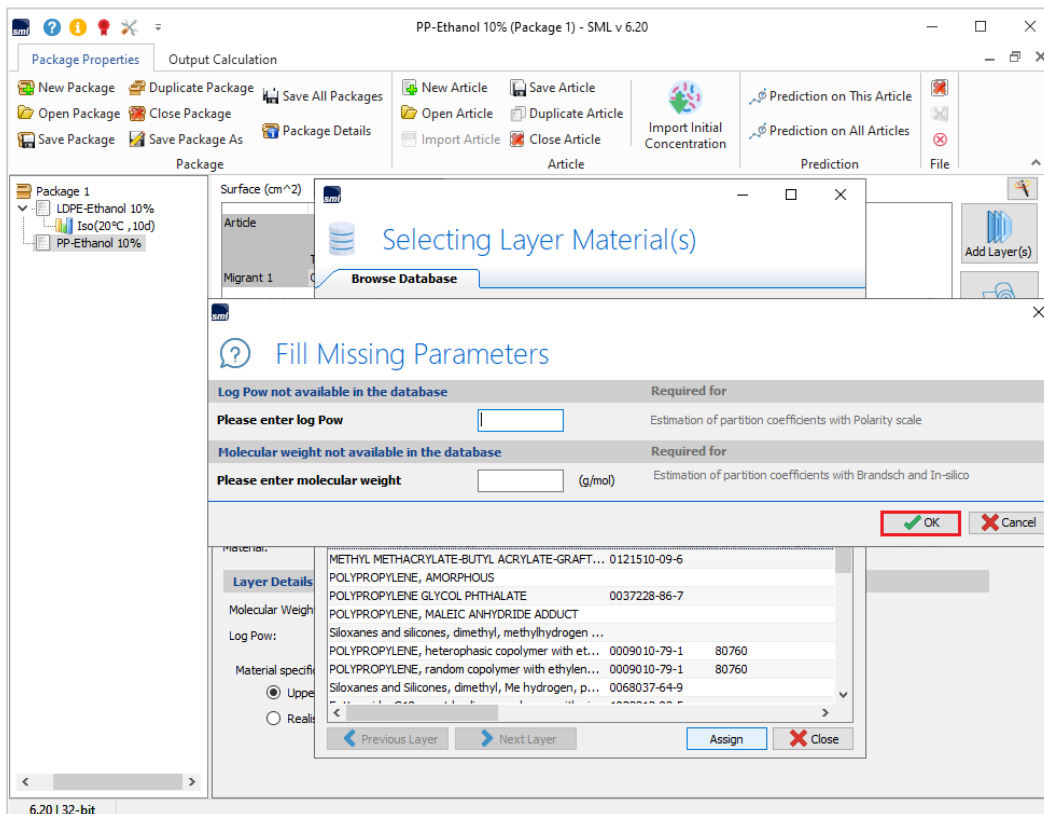 sml
PP-Ethanol 10% (Package 1) - SML v 6.20
Package Properties
Output Calculation
New Package
Duplicate Package
Save All Packages
New Article
Save Article
Import Initial Concentration
Prediction on This Article
Open Package
Close Package
Package Details
Open Article
Duplicate Article
Prediction on All Articles
Save Package
Save Package As
Import Article
Close Article
Package
Article
Prediction
File
Package 1
LDPE-Ethanol 10%
Iso(20ºC ,10d)
PP-Ethanol 10%
Surface (cm^2)
Article
Migrant 1
Add Layer(s)
sml
Selecting Layer Material(s)
Browse Database
sml
Fill Missing Parameters
Log Pow not available in the database
Required for
Please enter log Pow
Estimation of partition coefficients with Polarity scale
Molecular weight not available in the database
Required for
Please enter molecular weight
(g/mol)
Estimation of partition coefficients with Brandsch and In-silico
OK
Cancel
Material:
METHYL METHACRYLATE-BUTYL ACRYLATE-GRAFT... 0121510-09-6
POLYPROPYLENE, AMORPHOUS
POLYPROPYLENE GLYCOL PHTHALATE 0037228-86-7
POLYPROPYLENE, MALEIC ANHYDRIDE ADDUCT
Siloxanes and silicones, dimethyl, methylhydrogen ...
POLYPROPYLENE, heterophasic copolymer with et... 0009010-79-1 80760
POLYPROPYLENE, random copolymer with ethylen... 0009010-79-1 80760
Siloxanes and Silicones, dimethyl, Me hydrogen, p... 0068037-64-9
Layer Details
Molecular Weigh
Log Pow:
Material specifi
Uppe
Realis
Previous Layer
Next Layer
Assign
Close
6.20 | 32-bit